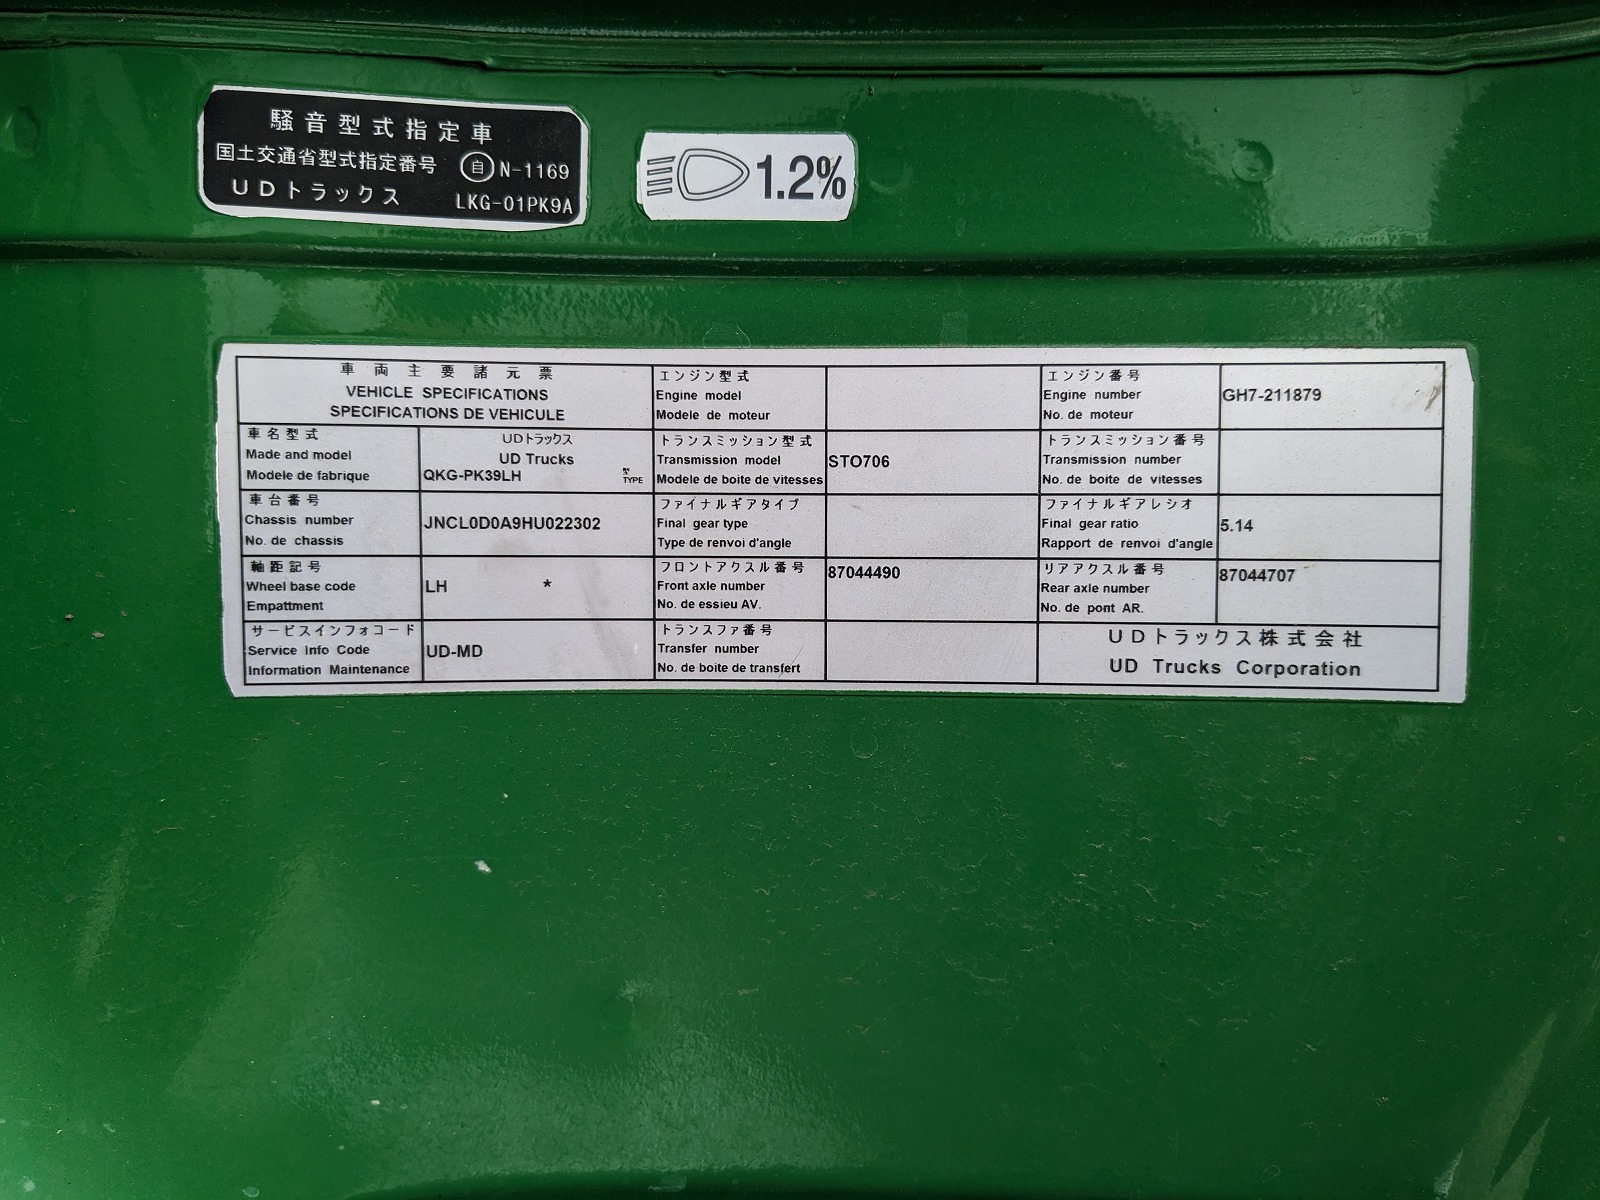 騒音型式指定車
国土交通省型式指定番号 自 N-1169
UDトラックス LKG-01PK9A
1.2%
車両主要諸元票
VEHICLE SPECIFICATIONS
SPECIFICATIONS DE VEHICULE
エンジン型式
Engine model
Modele de moteur
エンジン番号
Engine number
No. de moteur
GH7-211879
車名型式
Made and model
Modele de fabrique
UDトラックス
UD Trucks
QKG-PK39LH
型
TYPE
トランスミッション型式
Transmission model
Modele de boite de vitesses
STO706
トランスミッション番号
Transmission number
No. de boite de vitesses
車台番号
Chassis number
No. de chassis
JNCL0D0A9HU022302
ファイナルギアタイプ
Final gear type
Type de renvoi d'angle
ファイナルギアレシオ
Final gear ratio
Rapport de renvoi d'angle
5.14
軸距記号
Wheel base code
Empattment
LH *
フロントアクスル番号
Front axle number
No. de essieu AV.
87044490
リアアクスル番号
Rear axle number
No. de pont AR.
87044707
サービスインフォコード
Service Info Code
Information Maintenance
UD-MD
トランスファ番号
Transfer number
No. de boite de transfert
UDトラックス株式会社
UD Trucks Corporation